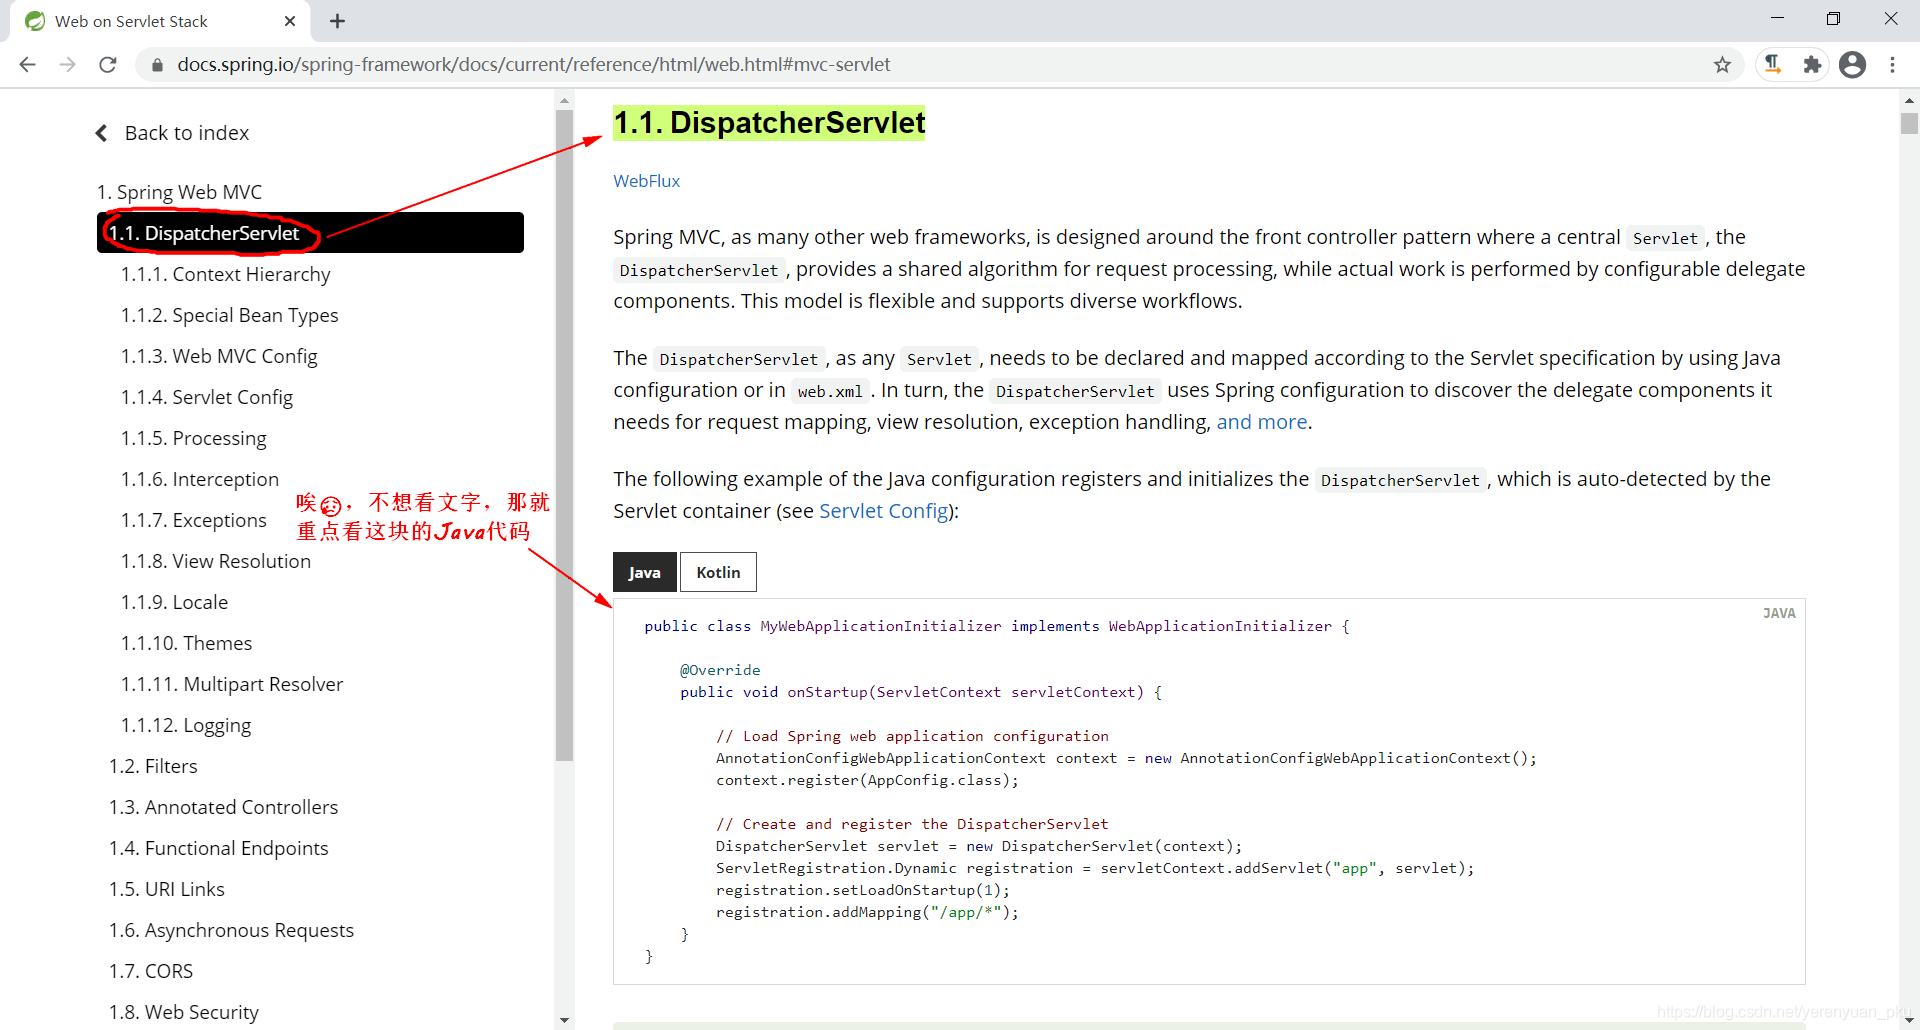 Web on Servlet Stack
docs.spring.io/spring-framework/docs/current/reference/html/web.html#mvc-servlet
Back to index
1. Spring Web MVC
1.1. DispatcherServlet
1.1.1. Context Hierarchy
1.1.2. Special Bean Types
1.1.3. Web MVC Config
1.1.4. Servlet Config
1.1.5. Processing
1.1.6. Interception
1.1.7. Exceptions
1.1.8. View Resolution
1.1.9. Locale
1.1.10. Themes
1.1.11. Multipart Resolver
1.1.12. Logging
1.2. Filters
1.3. Annotated Controllers
1.4. Functional Endpoints
1.5. URI Links
1.6. Asynchronous Requests
1.7. CORS
1.8. Web Security
唉😥，不想看文字，那就
重点看这块的Java代码
1.1. DispatcherServlet
WebFlux
Spring MVC, as many other web frameworks, is designed around the front controller pattern where a central Servlet, the
DispatcherServlet, provides a shared algorithm for request processing, while actual work is performed by configurable delegate
components. This model is flexible and supports diverse workflows.
The DispatcherServlet, as any Servlet, needs to be declared and mapped according to the Servlet specification by using Java
configuration or in web.xml. In turn, the DispatcherServlet uses Spring configuration to discover the delegate components it
needs for request mapping, view resolution, exception handling, and more.
The following example of the Java configuration registers and initializes the DispatcherServlet, which is auto-detected by the
Servlet container (see Servlet Config):
Java Kotlin
JAVA
public class MyWebApplicationInitializer implements WebApplicationInitializer {
@Override
public void onStartup(ServletContext servletContext) {
// Load Spring web application configuration
AnnotationConfigWebApplicationContext context = new AnnotationConfigWebApplicationContext();
context.register(AppConfig.class);
// Create and register the DispatcherServlet
DispatcherServlet servlet = new DispatcherServlet(context);
ServletRegistration.Dynamic registration = servletContext.addServlet("app", servlet);
registration.setLoadOnStartup(1);
registration.addMapping("/app/*");
}
}
https://blog.csdn.net/yerenyuan_pku